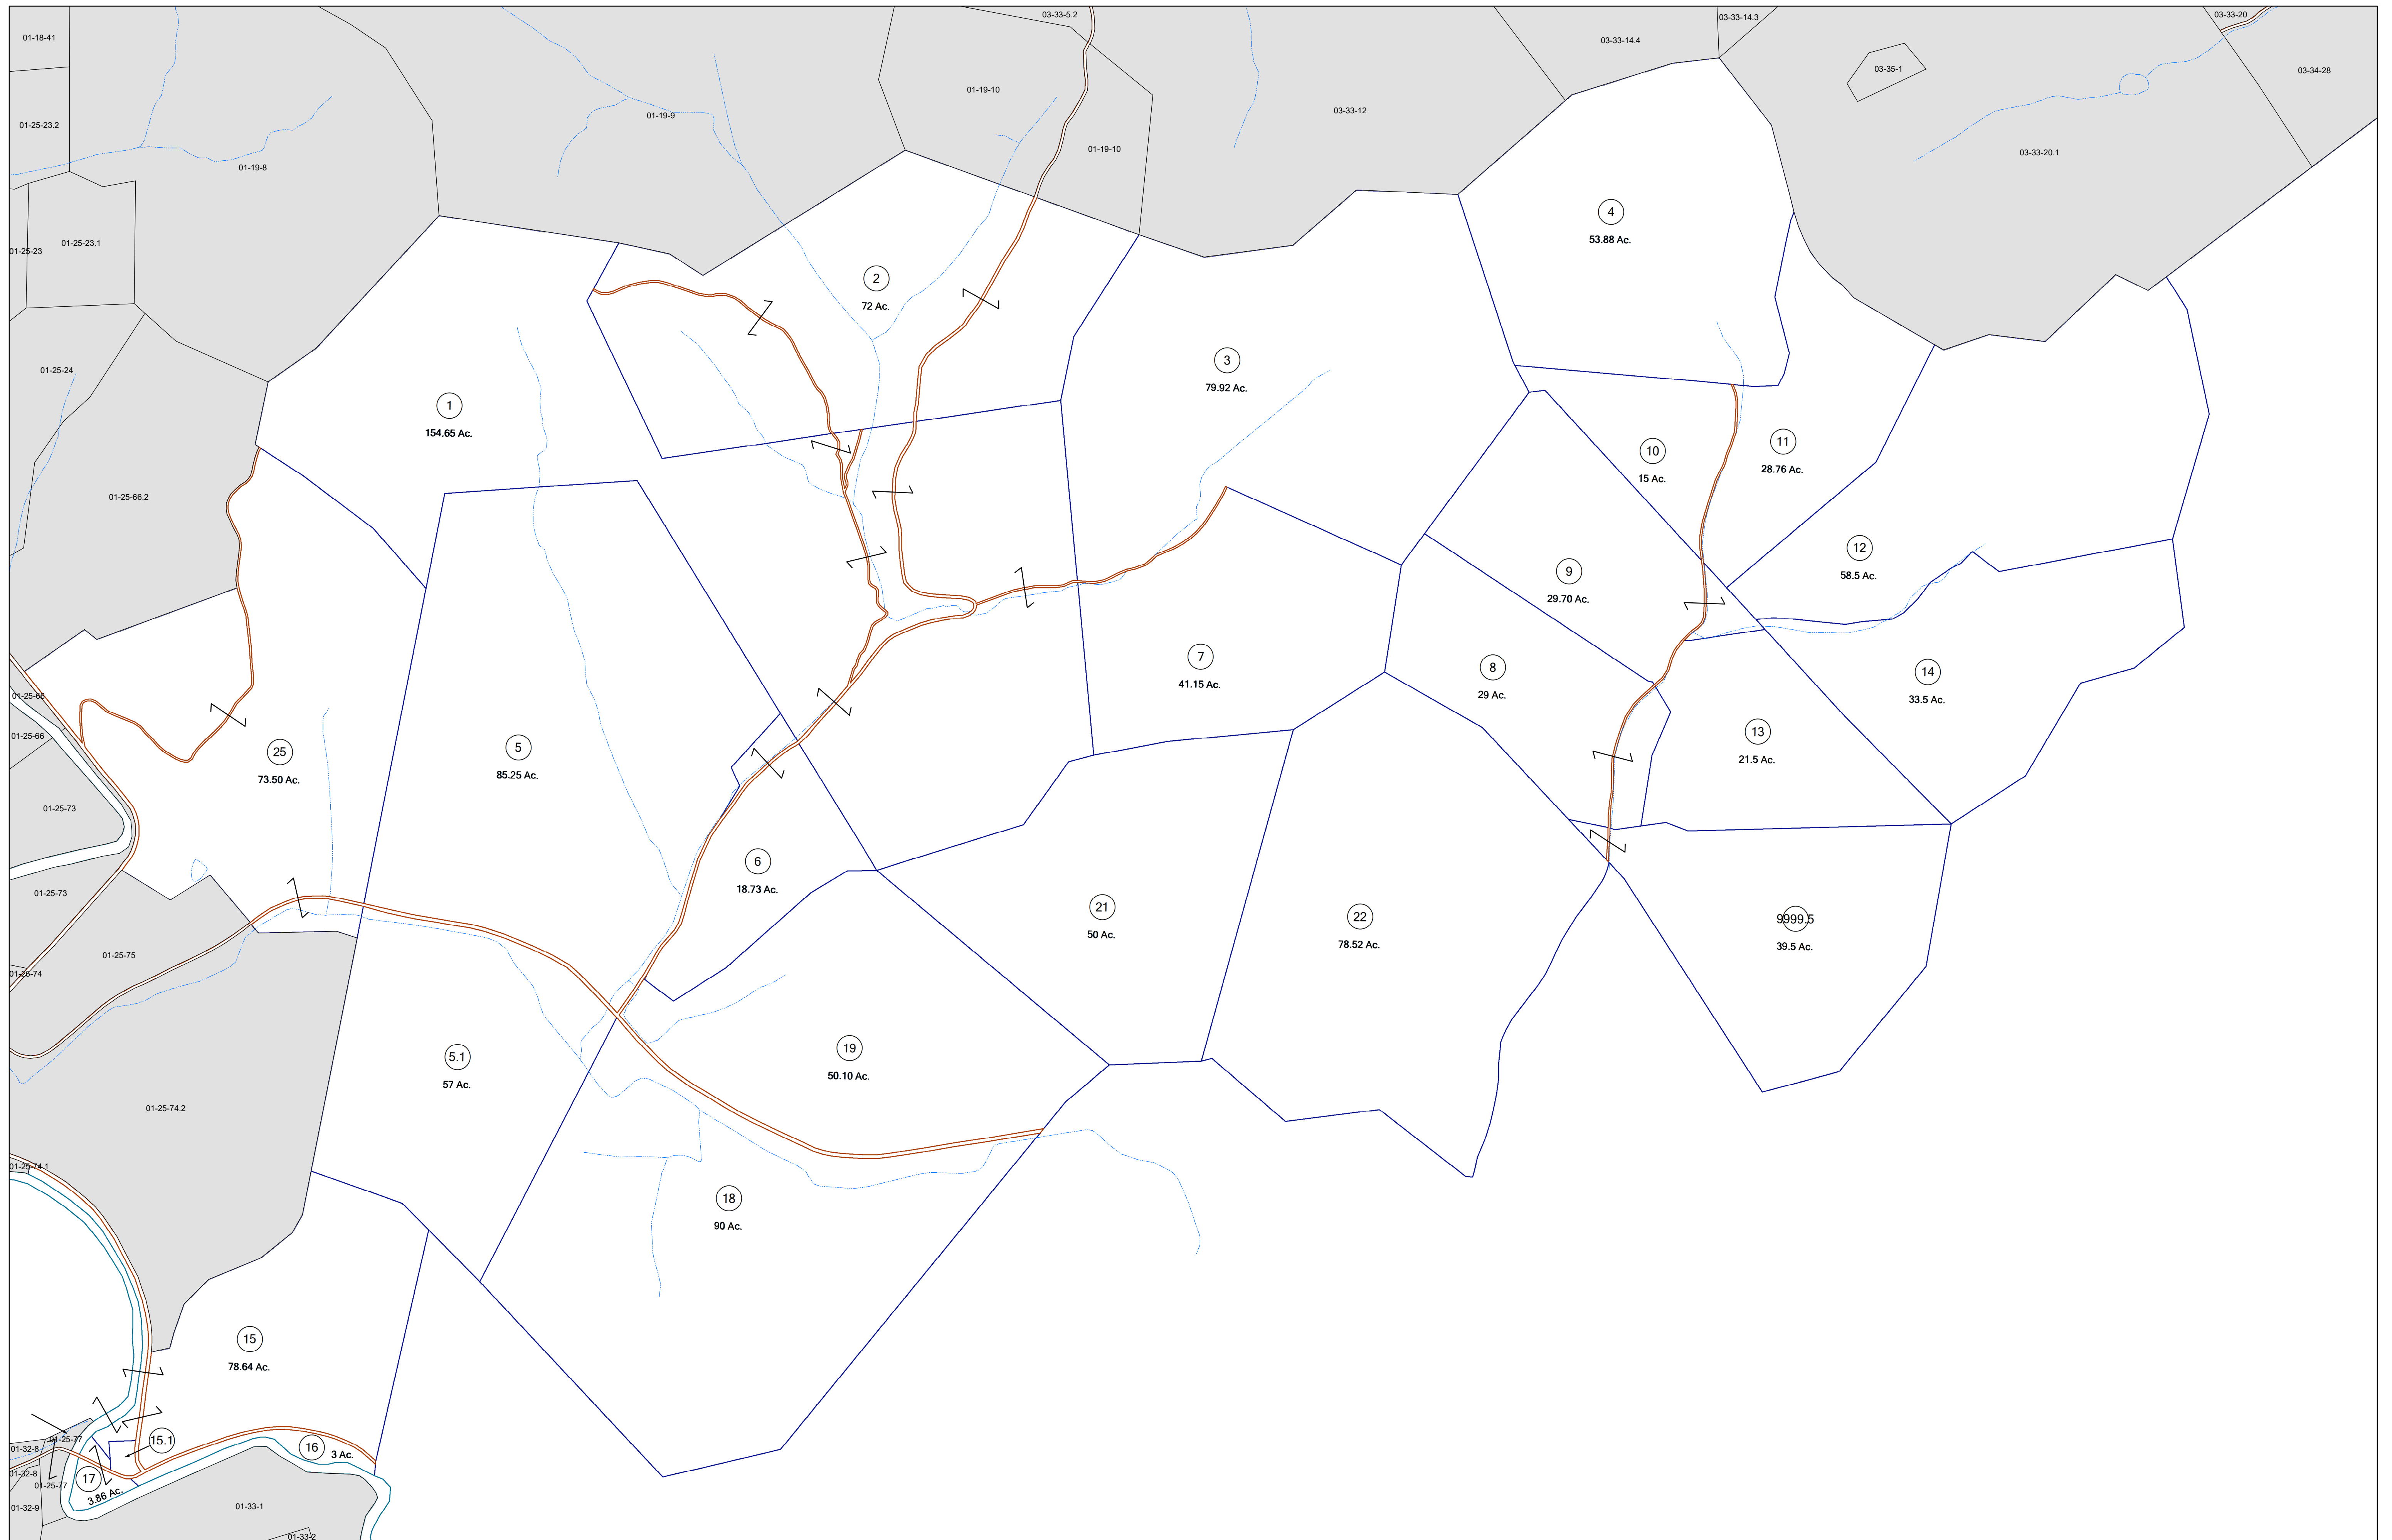 03-33-5.2
03-33-14.3
03-33-20
01-18-41
03-33-14.4
03-35-1
03-34-28
01-19-10
03-33-12
01-19-9
01-25-23.2
01-19-10
03-33-20.1
01-19-8
4
53.88 Ac.
01-25-23.1
01-25-23
2
72 Ac.
3
79.92 Ac.
01-25-24
1
154.65 Ac.
11
28.76 Ac.
10
15 Ac.
01-25-66.2
12
58.5 Ac.
9
29.70 Ac.
7
41.15 Ac.
8
29 Ac.
14
33.5 Ac.
01-25-66
01-25-66
13
21.5 Ac.
5
85.25 Ac.
25
73.50 Ac.
01-25-73
6
18.73 Ac.
01-25-73
21
50 Ac.
22
78.52 Ac.
9999.5
39.5 Ac.
01-25-75
01-25-74
19
50.10 Ac.
5.1
57 Ac.
01-25-74.2
01-25-74.1
18
90 Ac.
15
78.64 Ac.
01-25-77
15.1
01-32-8
16
3 Ac.
01-32-8
17
01-25-77
3.86 Ac.
01-32-9
01-33-1
01-33-2